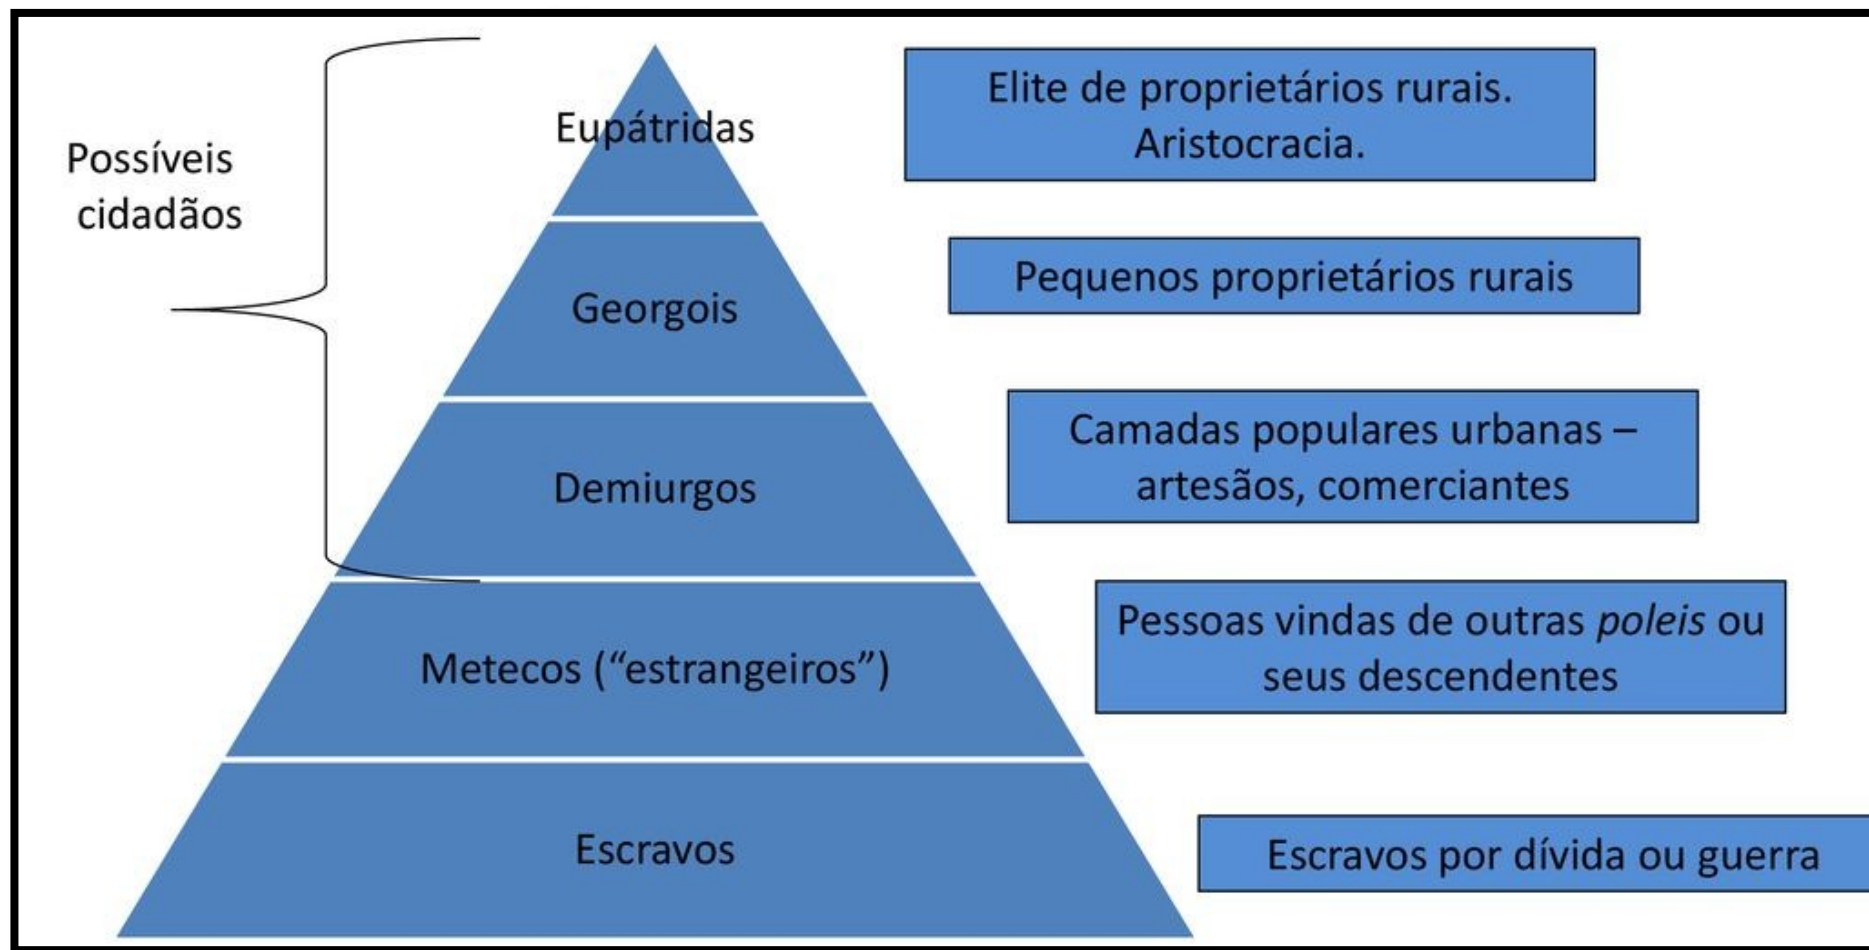 Possíveis
cidadãos
Eupátridas
Elite de proprietários rurais.
Aristocracia.
Georgois
Pequenos proprietários rurais
Demiurgos
Camadas populares urbanas –
artesãos, comerciantes
Metecos (“estrangeiros”)
Pessoas vindas de outras poleis ou
seus descendentes
Escravos
Escravos por dívida ou guerra